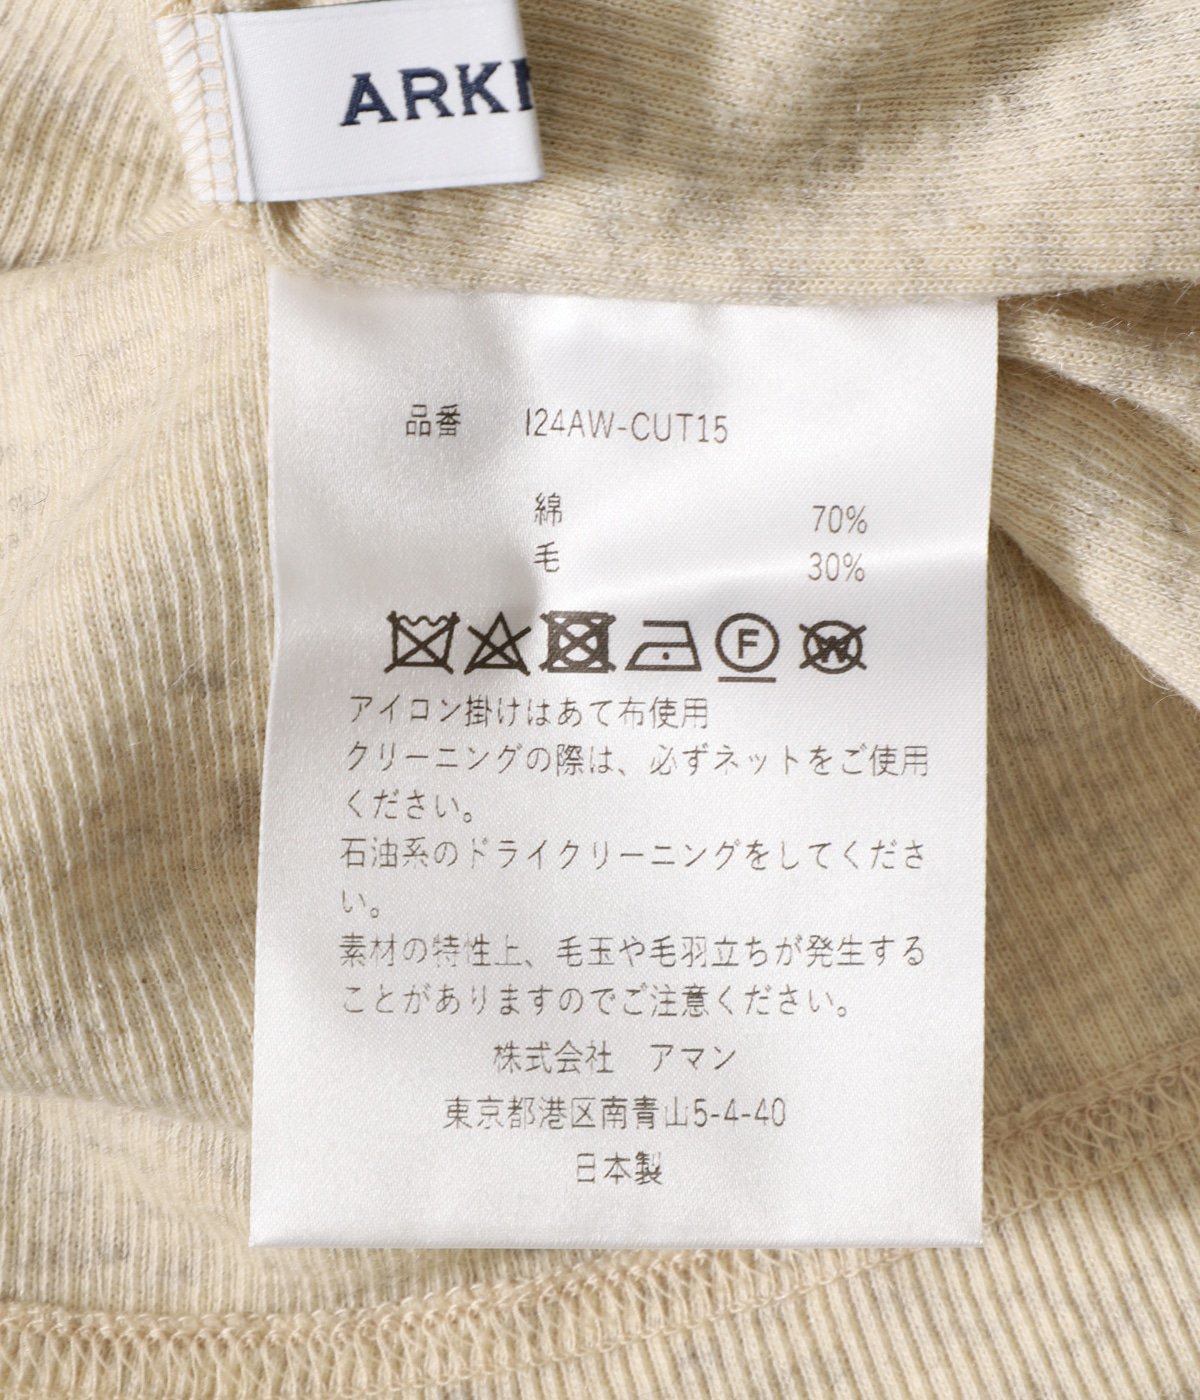 ARKN
品番 I24AW-CUT15
綿 70%
毛 30%
F W
アイロン掛けはあて布使用
クリーニングの際は、必ずネットをご使用
ください。
石油系のドライクリーニングをしてくださ
い。
素材の特性上、毛玉や毛羽立ちが発生する
ことがありますのでご注意ください。
株式会社 アマン
東京都港区南青山5-4-40
日本製